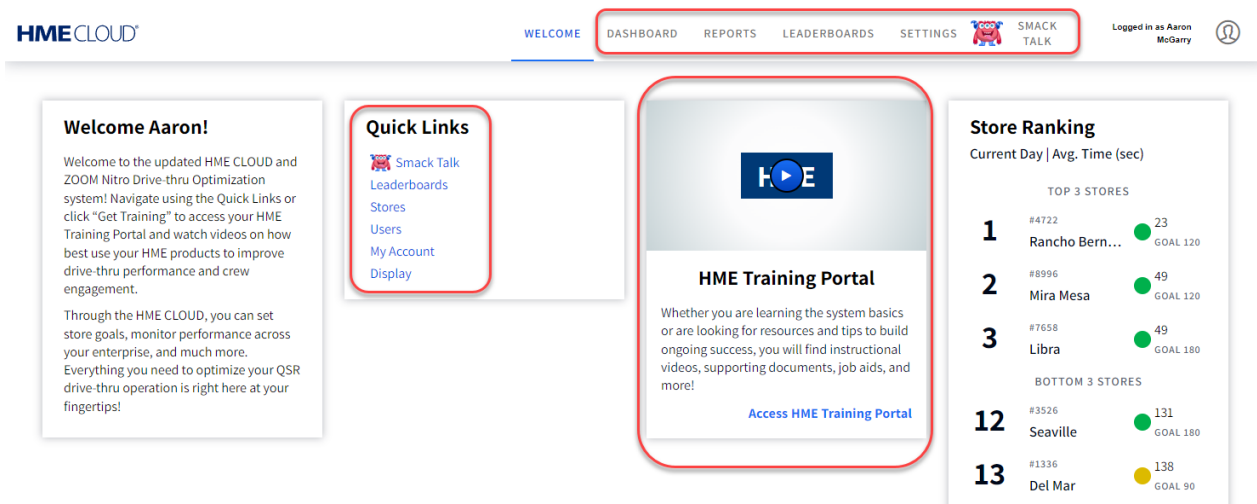 HME CLOUD®
WELCOME
DASHBOARD
REPORTS
LEADERBOARDS
SETTINGS
SMACK
TALK
Logged in as Aaron
McGarry
Welcome Aaron!
Welcome to the updated HME CLOUD and
ZOOM Nitro Drive-thru Optimization
system! Navigate using the Quick Links or
click “Get Training” to access your HME
Training Portal and watch videos on how
best use your HME products to improve
drive-thru performance and crew
engagement.
Through the HME CLOUD, you can set
store goals, monitor performance across
your enterprise, and much more.
Everything you need to optimize your QSR
drive-thru operation is right here at your
fingertips!
Quick Links
Smack Talk
Leaderboards
Stores
Users
My Account
Display
HME
HME Training Portal
Whether you are learning the system basics
or are looking for resources and tips to build
ongoing success, you will find instructional
videos, supporting documents, job aids, and
more!
Access HME Training Portal
Store Ranking
Current Day | Avg. Time (sec)
TOP 3 STORES
1
#4722
Rancho Bern...
23
GOAL 120
2
#8996
Mira Mesa
49
GOAL 120
3
#7658
Libra
49
GOAL 180
BOTTOM 3 STORES
12
#3526
Seaville
131
GOAL 180
13
#1336
Del Mar
138
GOAL 90